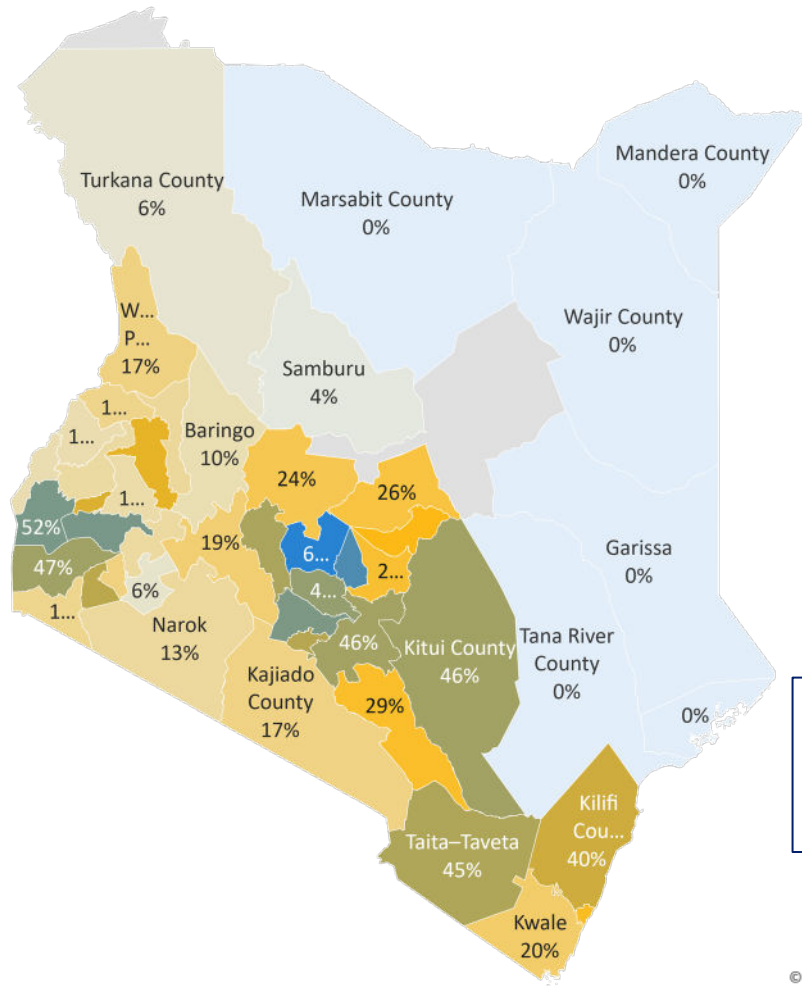 Mandera County
0%
Turkana County
6%
Marsabit County
0%
Wajir County
0%
W...
P...
17%
Samburu
4%
1...
1...
Baringo
10%
24%
26%
1...
52%
19%
6...
2...
Garissa
0%
47%
6%
4...
1...
Narok
13%
46%
Kitui County
46%
Tana River
County
0%
Kajiado
County
17%
29%
0%
Kilifi
Cou...
40%
Taita–Taveta
45%
Kwale
20%
©